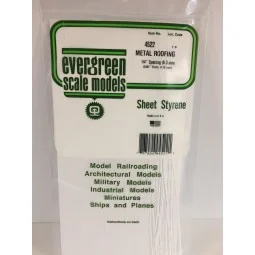 4522
METAL ROOFING
evergreen
scale models
Sheet Styrene
Model Railroading
Architectural Models
Military Models
Industrial Models
Miniatures
Ships and Planes